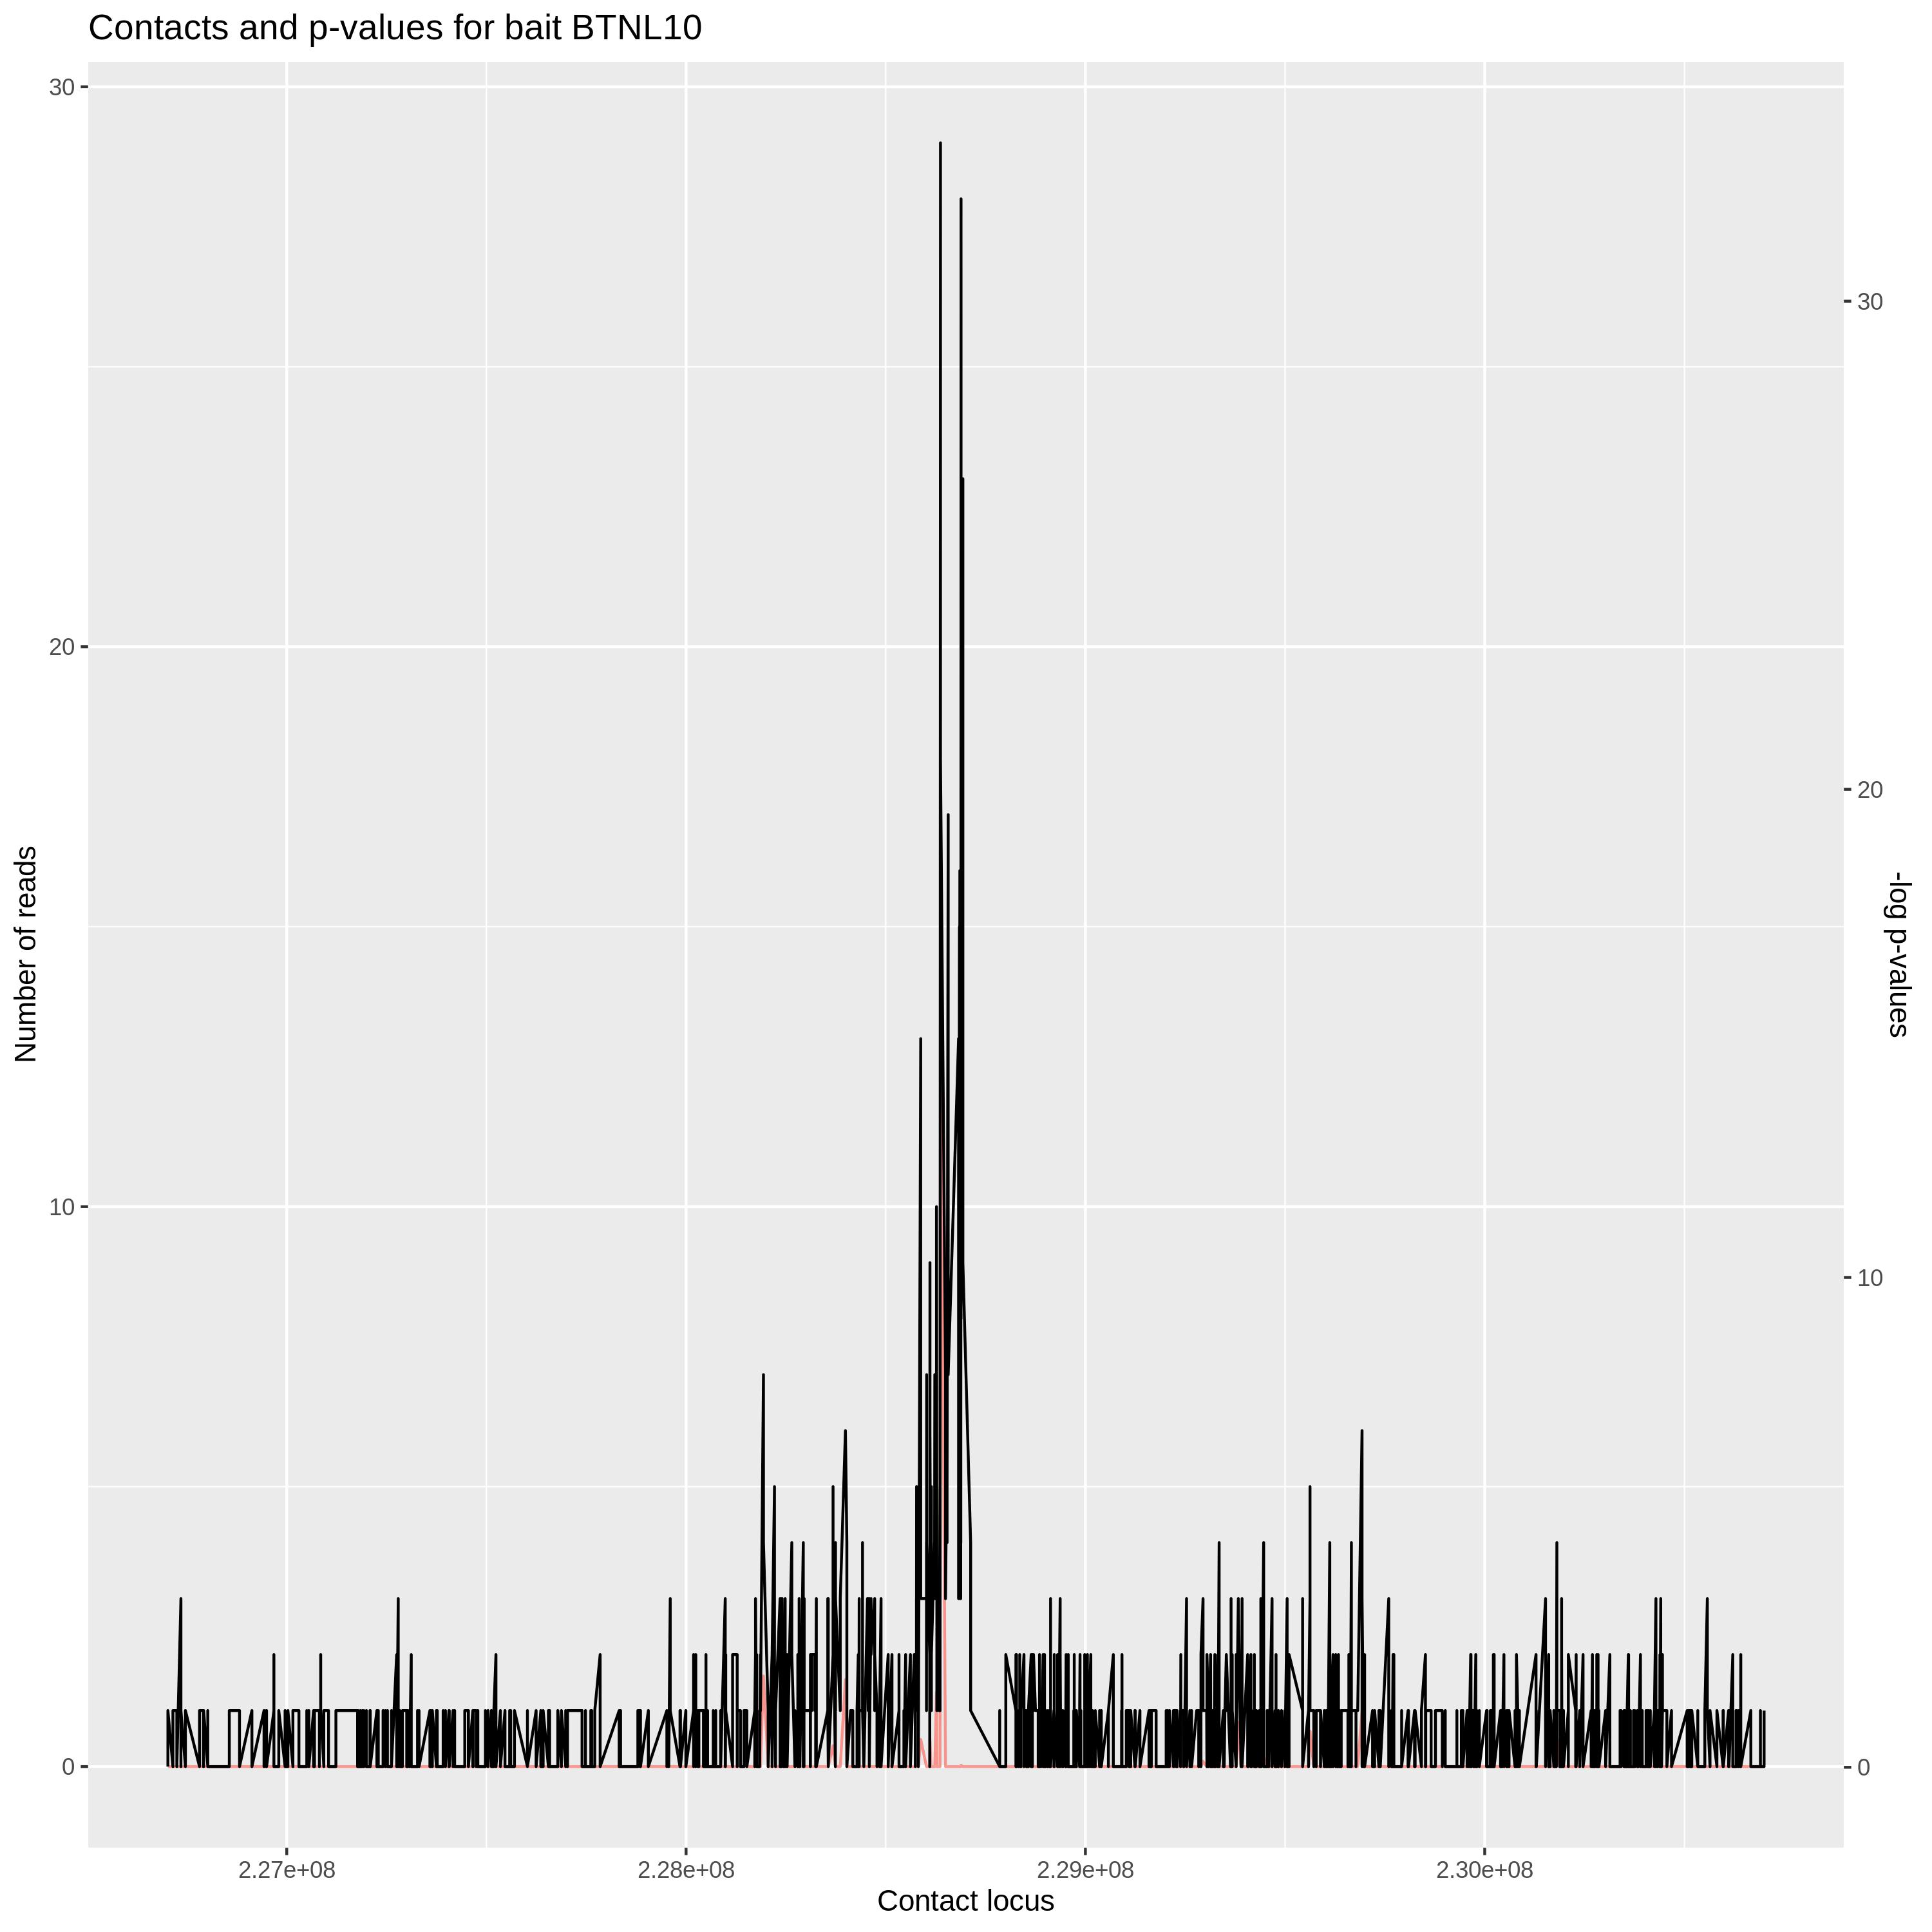 Contacts and p-values for bait BTNL10
30
20
10
0
Number of reads
30
20
10
0
-log p-values
2.27e+08
2.28e+08
2.29e+08
2.30e+08
Contact locus